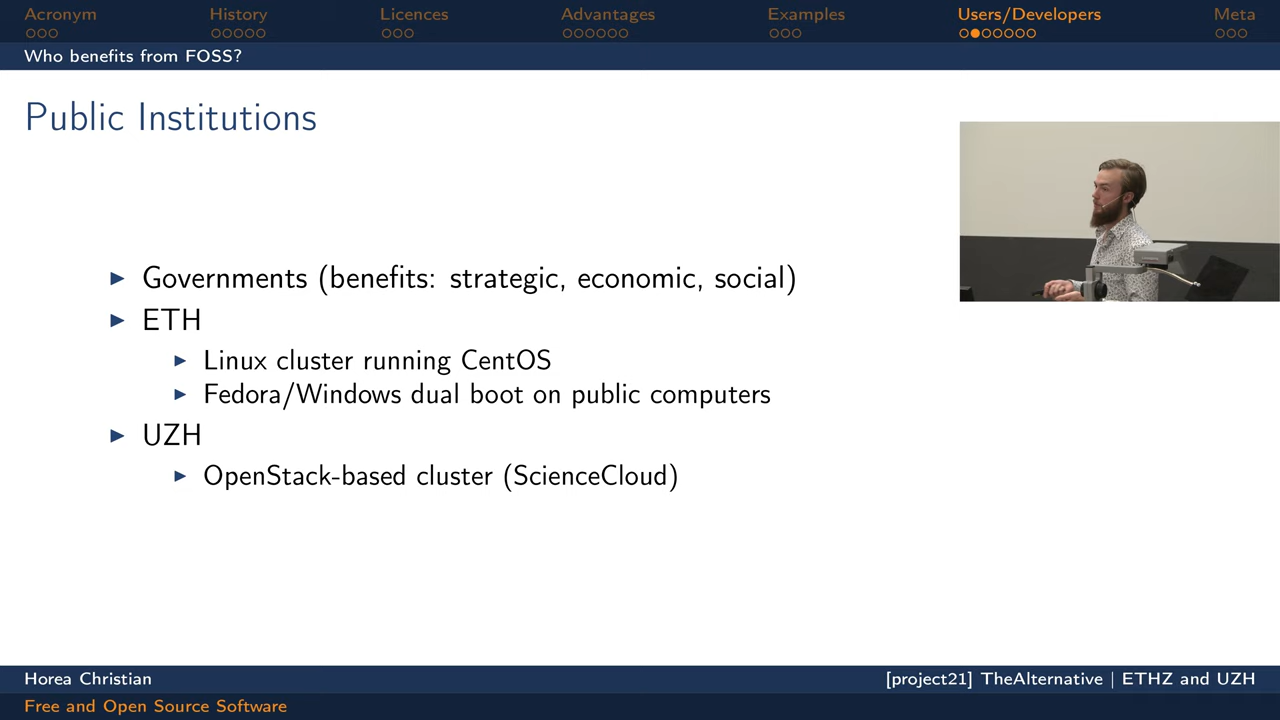 Acronym History Licences Advantages Examples Users/Developers Meta
Who benefits from FOSS?
Public Institutions
Governments (benefits: strategic, economic, social)
ETH
Linux cluster running CentOS
Fedora/Windows dual boot on public computers
UZH
OpenStack-based cluster (ScienceCloud)
Horea Christian [project21] TheAlternative | ETHZ and UZH
Free and Open Source Software